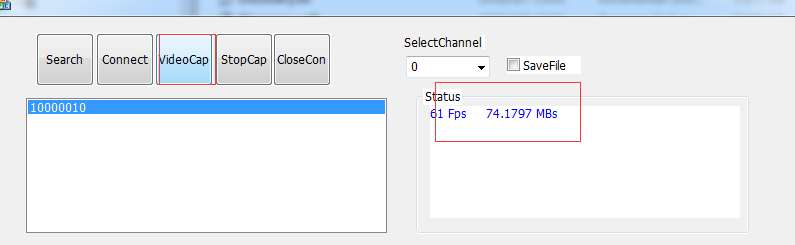 SelectChannel
Search Connect VideoCap StopCap CloseCon
0 SaveFile
Status
10000010
61 Fps 74.1797 MBs